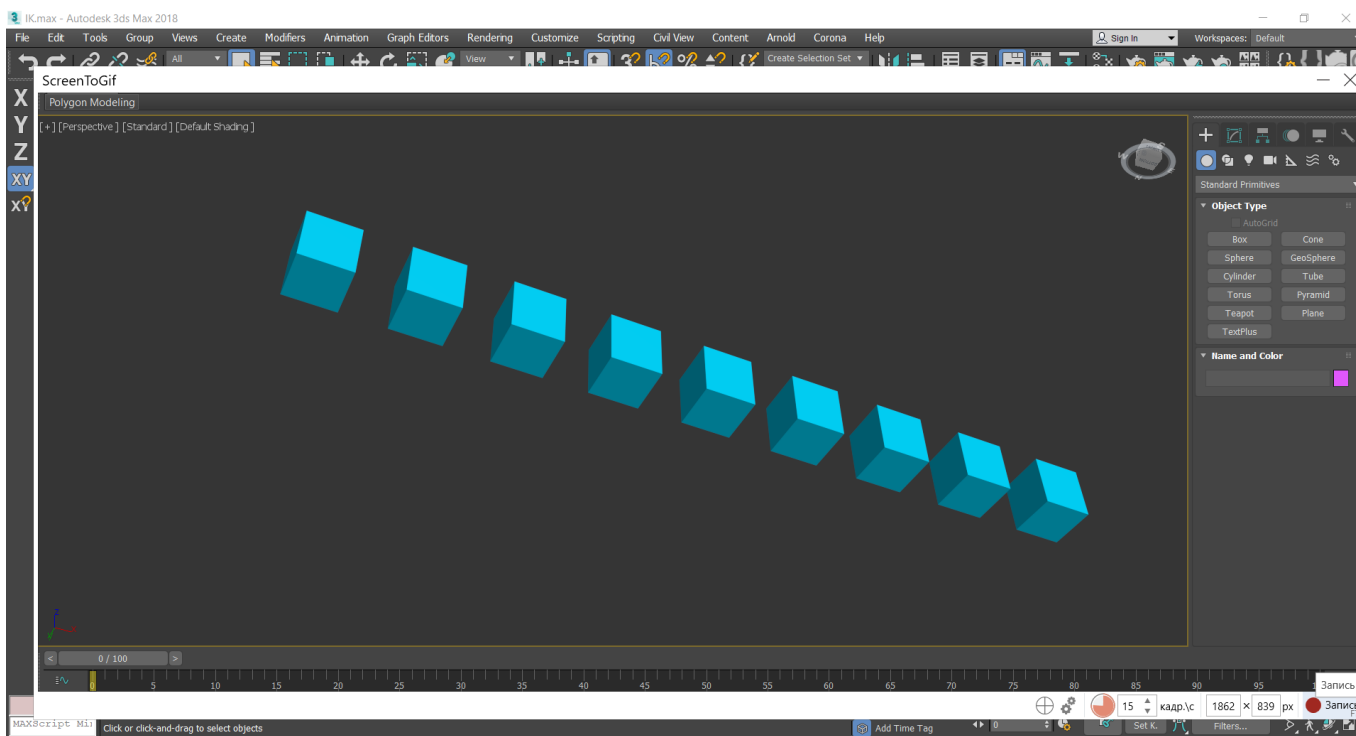 IK.max - Autodesk 3ds Max 2018
File Edit Tools Group Views Create Modifiers Animation Graph Editors Rendering Customize Scripting Civil View Content Arnold Corona Help Sign In Workspaces: Default
All View Create Selection Set
ScreenToGif
X
Polygon Modeling
Y
[+] [Perspective ] [Standard ] [Default Shading ]
Z
XY
XY
Standard Primitives
Object Type
AutoGrid
Box Cone
Sphere GeoSphere
Cylinder Tube
Torus Pyramid
Teapot Plane
TextPlus
Name and Color
z
< 0 / 100 >
0 5 10 15 20 25 30 35 40 45 50 55 60 65 70 75 80 85 90 95
Запись
15 кадр.\с 1862 × 839 px Запись
MAXScript Mi Click or click-and-drag to select objects Add Time Tag 0 Set K. Filters...